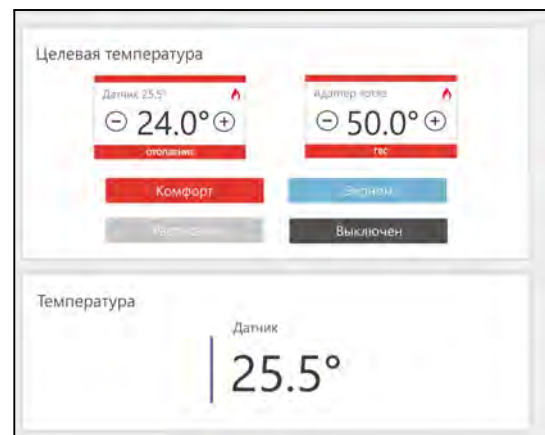 Целевая температура
Датчик 25.5°
Адаптер котла
24.0°
50.0°
отопление
гвс
Комфорт
Эконом
Расписание
Выключен
Температура
Датчик
25.5°